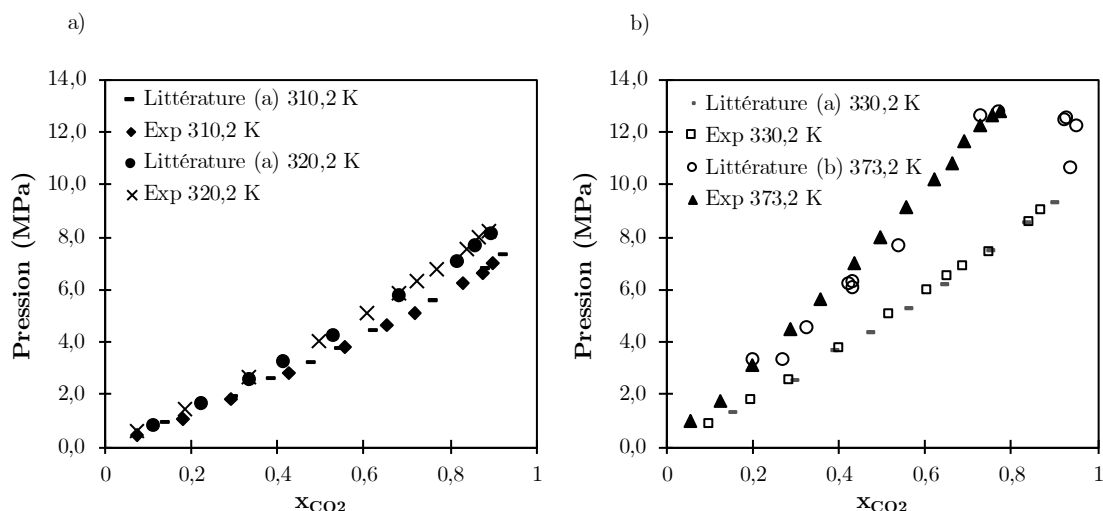 a)
14,0
12,0
10,0
8,0
6,0
4,0
2,0
0,0
Pression (MPa)
Littérature (a) 310,2 K
Exp 310,2 K
Littérature (a) 320,2 K
Exp 320,2 K
0
0,2
0,4
0,6
0,8
1
xCO2
b)
14,0
12,0
10,0
8,0
6,0
4,0
2,0
0,0
Pression (MPa)
Littérature (a) 330,2 K
Exp 330,2 K
Littérature (b) 373,2 K
Exp 373,2 K
0
0,2
0,4
0,6
0,8
1
xCO2